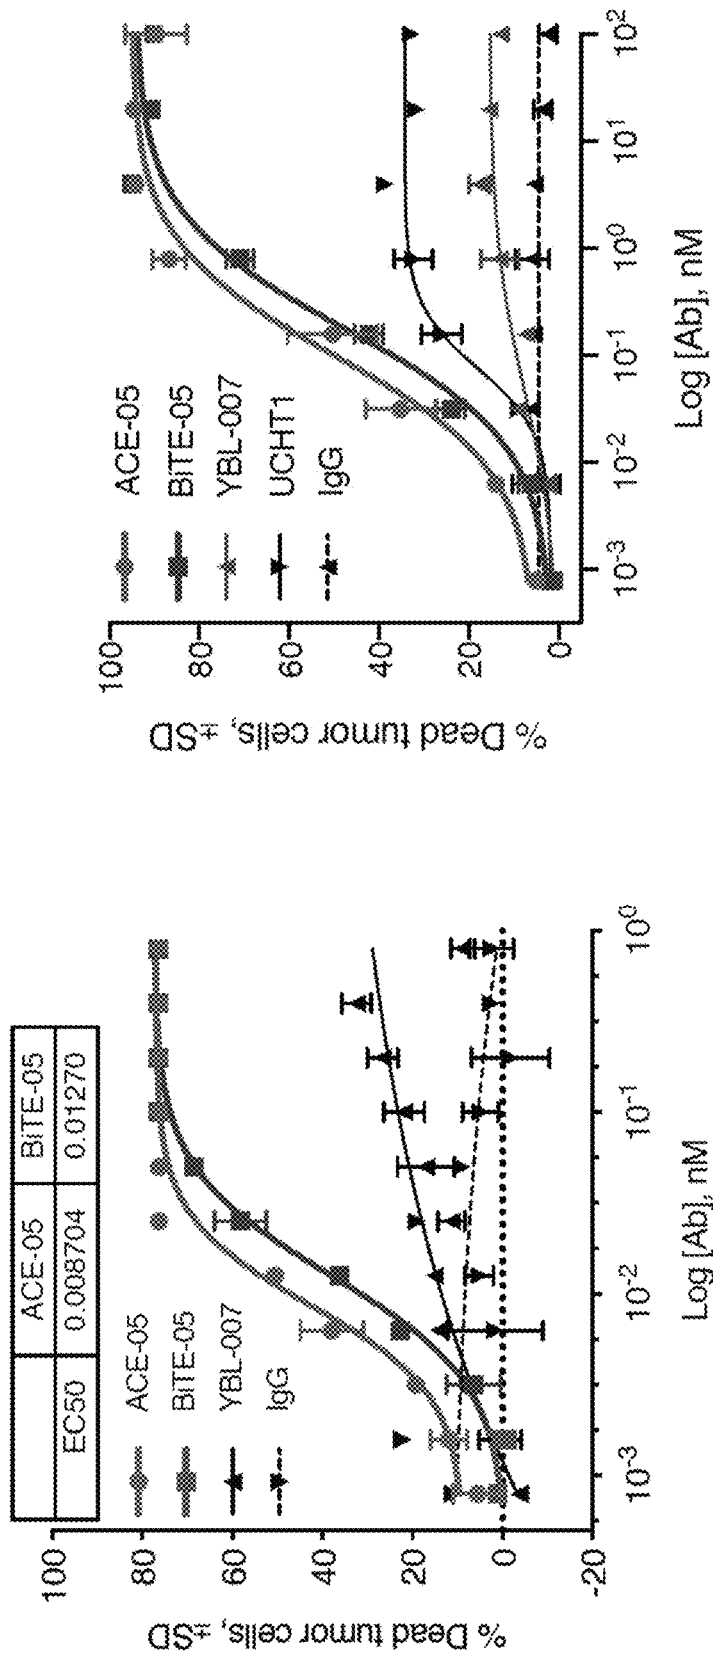 ACE-05 BiTE-05
EC50 0.008704 0.01270
ACE-05
BiTE-05
YBL-007
IgG
100
80
60
40
20
0
-20
% Dead tumor cells, ±SD
10-3 10-2 10-1 100
Log [Ab], nM
ACE-05
BiTE-05
YBL-007
UCHT1
IgG
100
80
60
40
20
0
% Dead tumor cells, ±SD
10-3 10-2 10-1 100 101 102
Log [Ab], nM